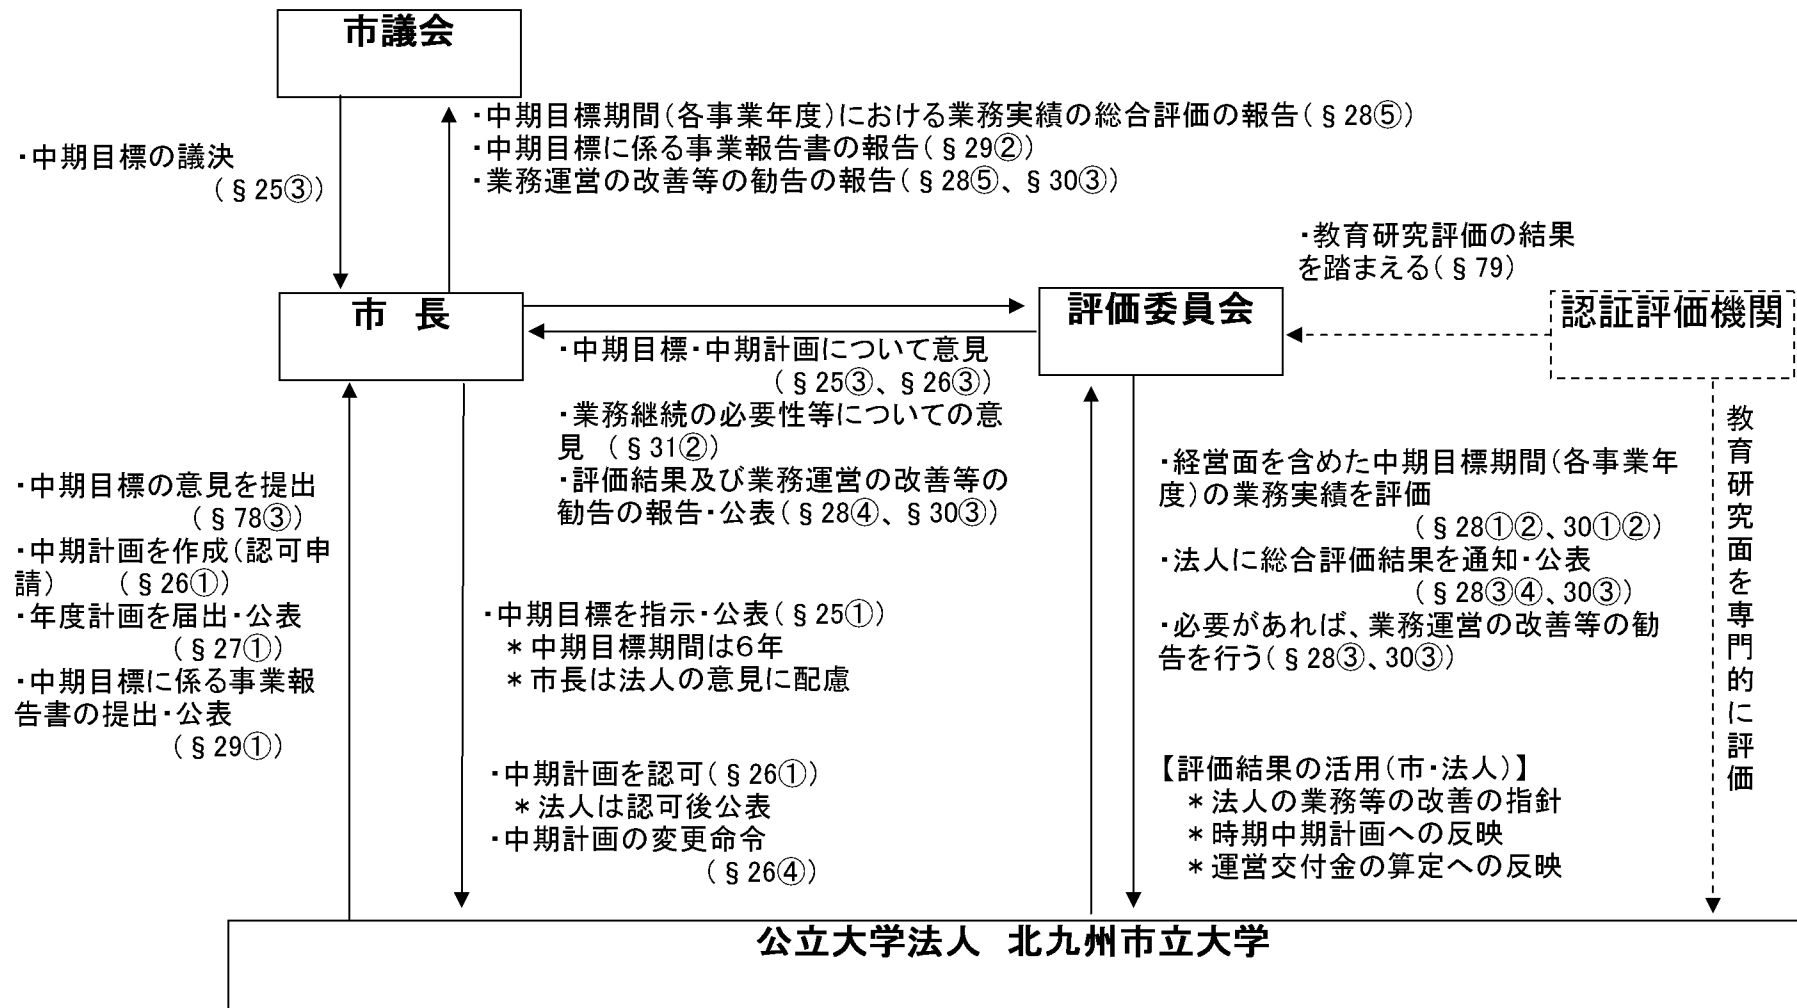 市議会
・中期目標の議決
(§25③)
・中期目標期間(各事業年度)における業務実績の総合評価の報告(§28⑤)
・中期目標に係る事業報告書の報告(§29②)
・業務運営の改善等の勧告の報告(§28⑤、§30③)
・教育研究評価の結果
を踏まえる(§79)
市 長
評価委員会
認証評価機関
・中期目標・中期計画について意見
(§25③、§26③)
・業務継続の必要性等についての意
見 (§31②)
・評価結果及び業務運営の改善等の
勧告の報告・公表(§28④、§30③)
・中期目標の意見を提出
(§78③)
・中期計画を作成(認可申
請) (§26①)
・年度計画を届出・公表
(§27①)
・中期目標に係る事業報
告書の提出・公表
(§29①)
・中期目標を指示・公表(§25①)
*中期目標期間は6年
*市長は法人の意見に配慮
・中期計画を認可(§26①)
*法人は認可後公表
・中期計画の変更命令
(§26④)
・経営面を含めた中期目標期間(各事業年
度)の業務実績を評価
(§28①②、30①②)
・法人に総合評価結果を通知・公表
(§28③④、30③)
・必要があれば、業務運営の改善等の勧
告を行う(§28③、30③)
【評価結果の活用(市・法人)】
*法人の業務等の改善の指針
*時期中期計画への反映
*運営交付金の算定への反映
教育研究面を専門的に評価
公立大学法人 北九州市立大学